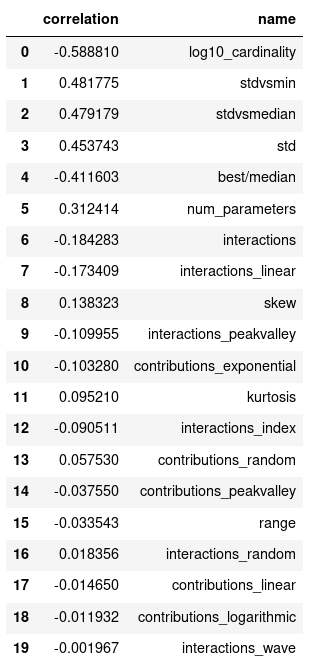 correlation name
0 -0.588810 log10_cardinality
1 0.481775 stdvsmin
2 0.479179 stdvsmedian
3 0.453743 std
4 -0.411603 best/median
5 0.312414 num_parameters
6 -0.184283 interactions
7 -0.173409 interactions_linear
8 0.138323 skew
9 -0.109955 interactions_peakvalley
10 -0.103280 contributions_exponential
11 0.095210 kurtosis
12 -0.090511 interactions_index
13 0.057530 contributions_random
14 -0.037550 contributions_peakvalley
15 -0.033543 range
16 0.018356 interactions_random
17 -0.014650 contributions_linear
18 -0.011932 contributions_logarithmic
19 -0.001967 interactions_wave